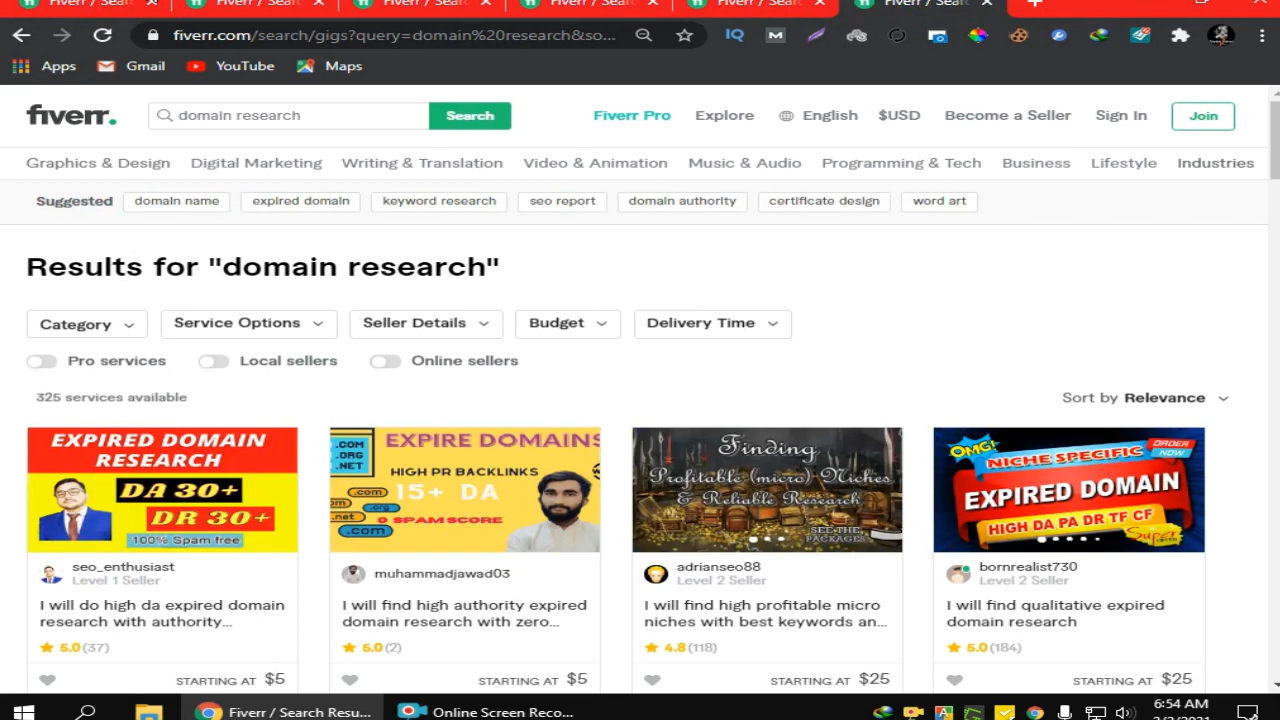 Fiverr / Sea
Fiverr / Search
Fiverr / Search
Fiverr / Search
Fiverr / Search
Fiverr / Search
fiverr.com/search/gigs?query=domain%20research&so...
Apps Gmail YouTube Maps
fiverr. domain research Search Fiverr Pro Explore English $USD Become a Seller Sign In Join
Graphics & Design Digital Marketing Writing & Translation Video & Animation Music & Audio Programming & Tech Business Lifestyle Industries
Suggested domain name expired domain keyword research seo report domain authority certificate design word art
Results for "domain research"
Category Service Options Seller Details Budget Delivery Time
Pro services Local sellers Online sellers
325 services available Sort by Relevance
EXPIRED DOMAIN
RESEARCH
DA 30+
DR 30+
100% Spam free
seo_enthusiast
Level 1 Seller
I will do high da expired domain
research with authority...
5.0(37)
STARTING AT $5
.COM
.ORG
.NET
EXPIRE DOMAINS
HIGH PR BACKLINKS
15+ DA
0 SPAM SCORE
.com
.org
.net
.com
muhammadjawad03
I will find high authority expired
domain research with zero...
5.0(2)
STARTING AT $5
Finding
Profitable (micro) Niches
& Reliable Research
SEE THE
PACKAGES
adrianseo88
Level 2 Seller
I will find high profitable micro
niches with best keywords an...
4.8(118)
STARTING AT $25
OMG!
NICHE SPECIFIC
ORDER
NOW
EXPIRED DOMAIN
HIGH DA PA DR TF CF
Super
bornrealist730
Level 2 Seller
I will find qualitative expired
domain research
5.0(184)
STARTING AT $25
Fiverr / Search Resu... Online Screen Reco... 6:54 AM